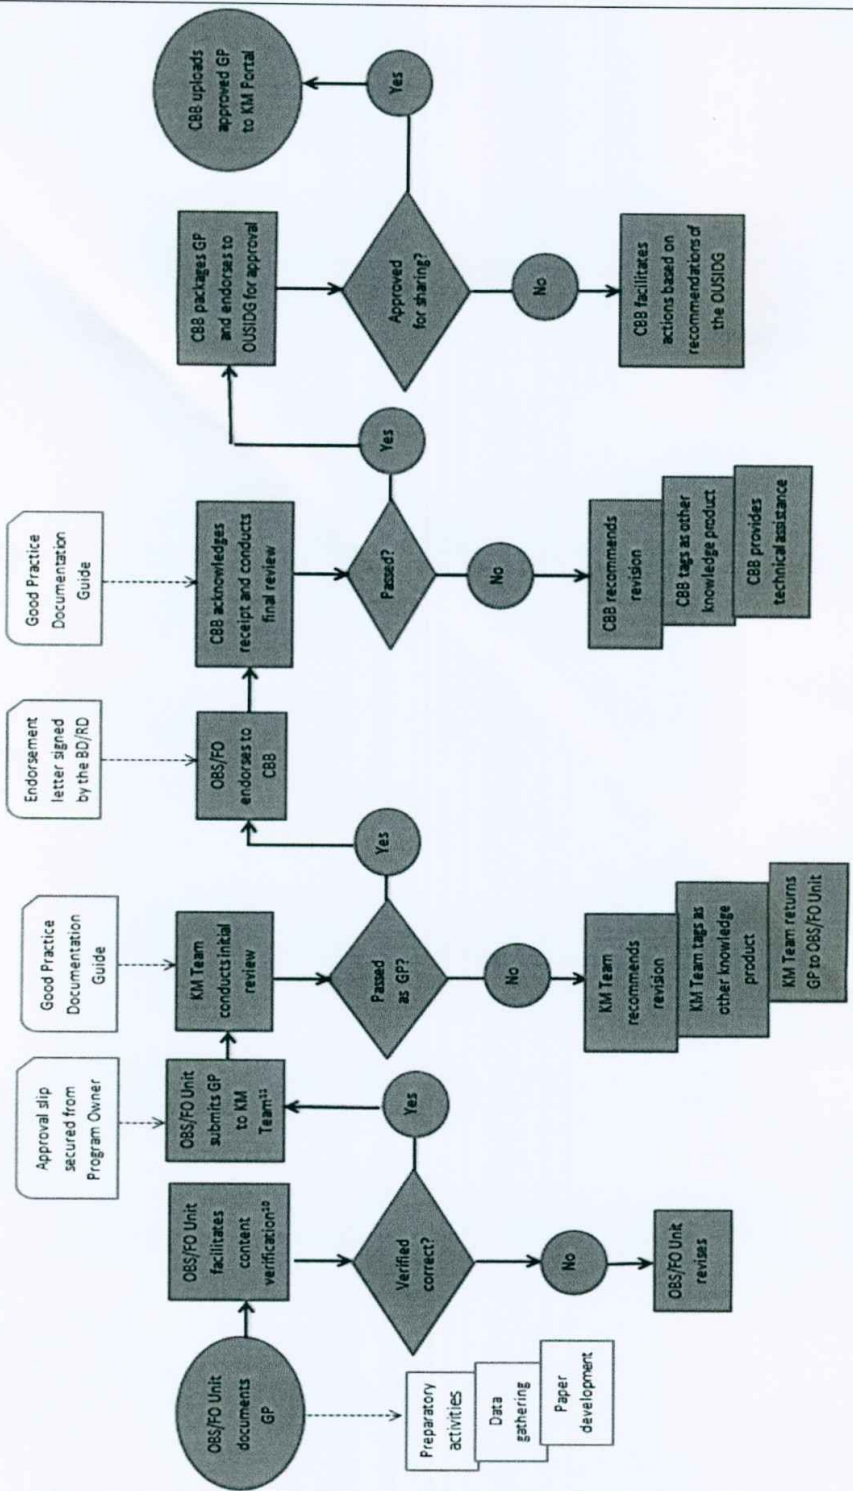 OBS/FO Unit
documents
GP
Preparatory
activities
Data
gathering
Paper
development
OBS/FO Unit
facilitates
content
verification¹⁰
Verified
correct?
No
OBS/FO Unit
revises
Yes
Approval slip
secured from
Program Owner
OBS/FO Unit
submits GP
to KM
Team¹¹
Good Practice
Documentation
Guide
KM Team
conducts initial
review
Passed
as GP?
No
KM Team
recommends
revision
KM Team tags as
other knowledge
product
KM Team returns
GP to OBS/FO Unit
Yes
Endorsement
letter signed
by the BD/RD
OBS/FO
endorses to
CBB
Good Practice
Documentation
Guide
CBB acknowledges
receipt and conducts
final review
Passed?
No
CBB recommends
revision
CBB tags as other
knowledge product
CBB provides
technical assistance
Yes
CBB packages GP
and endorses to
OUSIDG for approval
Approved
for sharing?
No
CBB facilitates
actions based on
recommendations of
the OUSIDG
Yes
CBB uploads
approved GP
to KM Portal